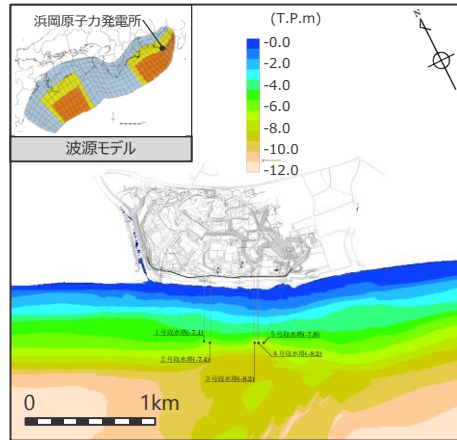 浜岡原子力発電所
波源モデル
(T.P.m)
-0.0
-2.0
-4.0
-6.0
-8.0
-10.0
-12.0
1号取水塔(-7.1)
5号取水塔(-7.8)
2号取水塔(-7.4)
4号取水塔(-8.2)
3号取水塔(-8.2)
0 1km